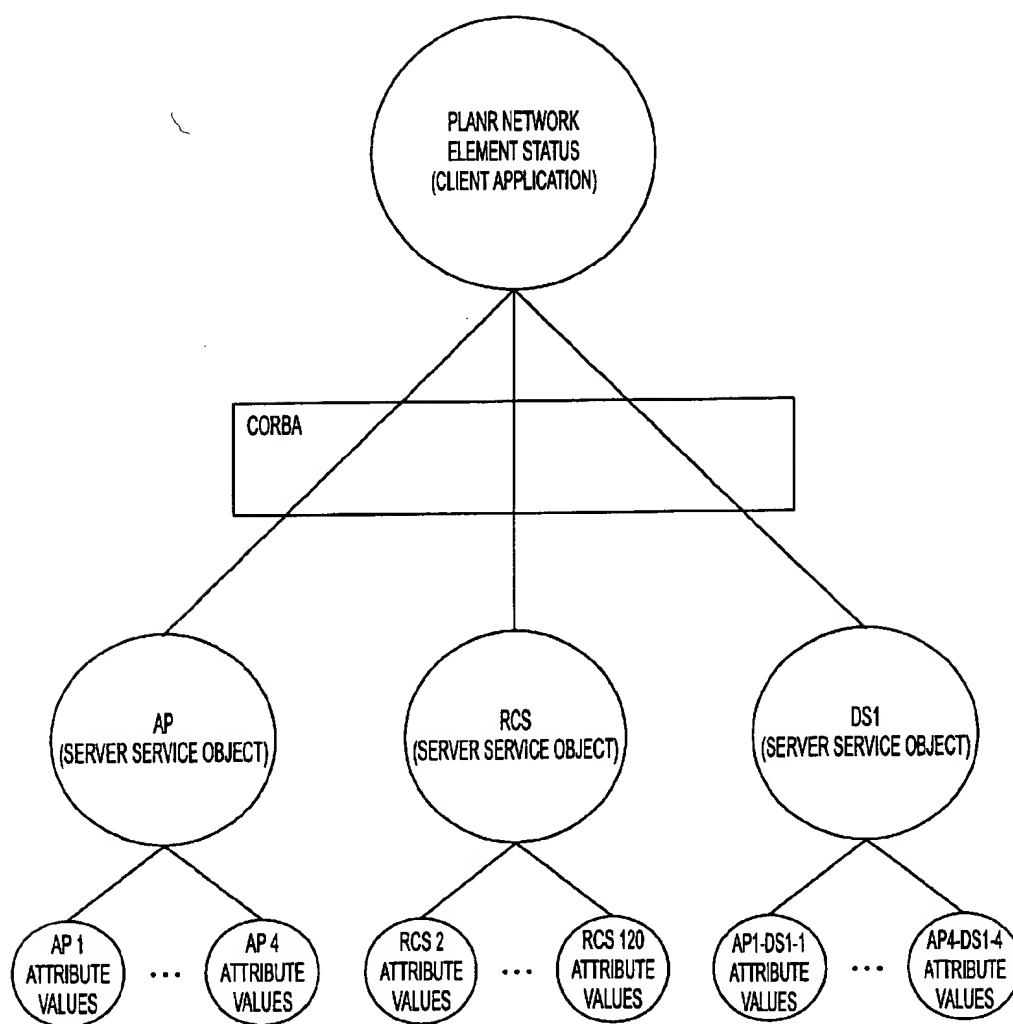 PLANR NETWORK
ELEMENT STATUS
(CLIENT APPLICATION)
CORBA
AP
(SERVER SERVICE OBJECT)
RCS
(SERVER SERVICE OBJECT)
DS1
(SERVER SERVICE OBJECT)
AP 1
ATTRIBUTE
VALUES
...
AP 4
ATTRIBUTE
VALUES
RCS 2
ATTRIBUTE
VALUES
...
RCS 120
ATTRIBUTE
VALUES
AP1-DS1-1
ATTRIBUTE
VALUES
...
AP4-DS1-4
ATTRIBUTE
VALUES